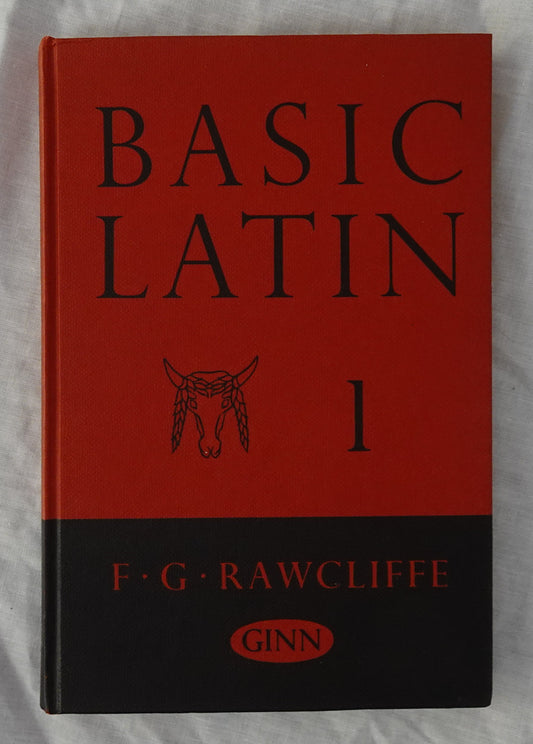 BASIC
LATIN
1
F · G · RAWCLIFFE
GINN